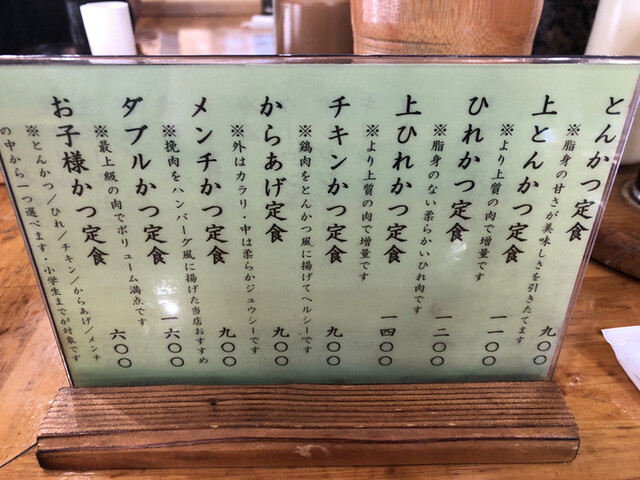 とんかつ定食 九〇〇
※脂身の甘さが美味しさを引きたてます
上とんかつ定食 一一〇〇
※より上質の肉で増量です
ひれかつ定食 一二〇〇
※脂身のない柔らかいひれ肉です
上ひれかつ定食 一四〇〇
※より上質の肉で増量です
チキンかつ定食 九〇〇
※鶏肉をとんかつ風に揚げてヘルシーです
からあげ定食 九〇〇
※外はカラリ・中は柔らかジュウシーです
メンチかつ定食 九〇〇
※挽肉をハンバーグ風に揚げた当店おすすめ
ダブルかつ定食 一六〇〇
※最上級の肉でボリューム満点です
お子様かつ定食 六〇〇
※とんかつ/ひれ/チキン/からあげ/メンチ
の中から一つ選べます・小学生までが対象です